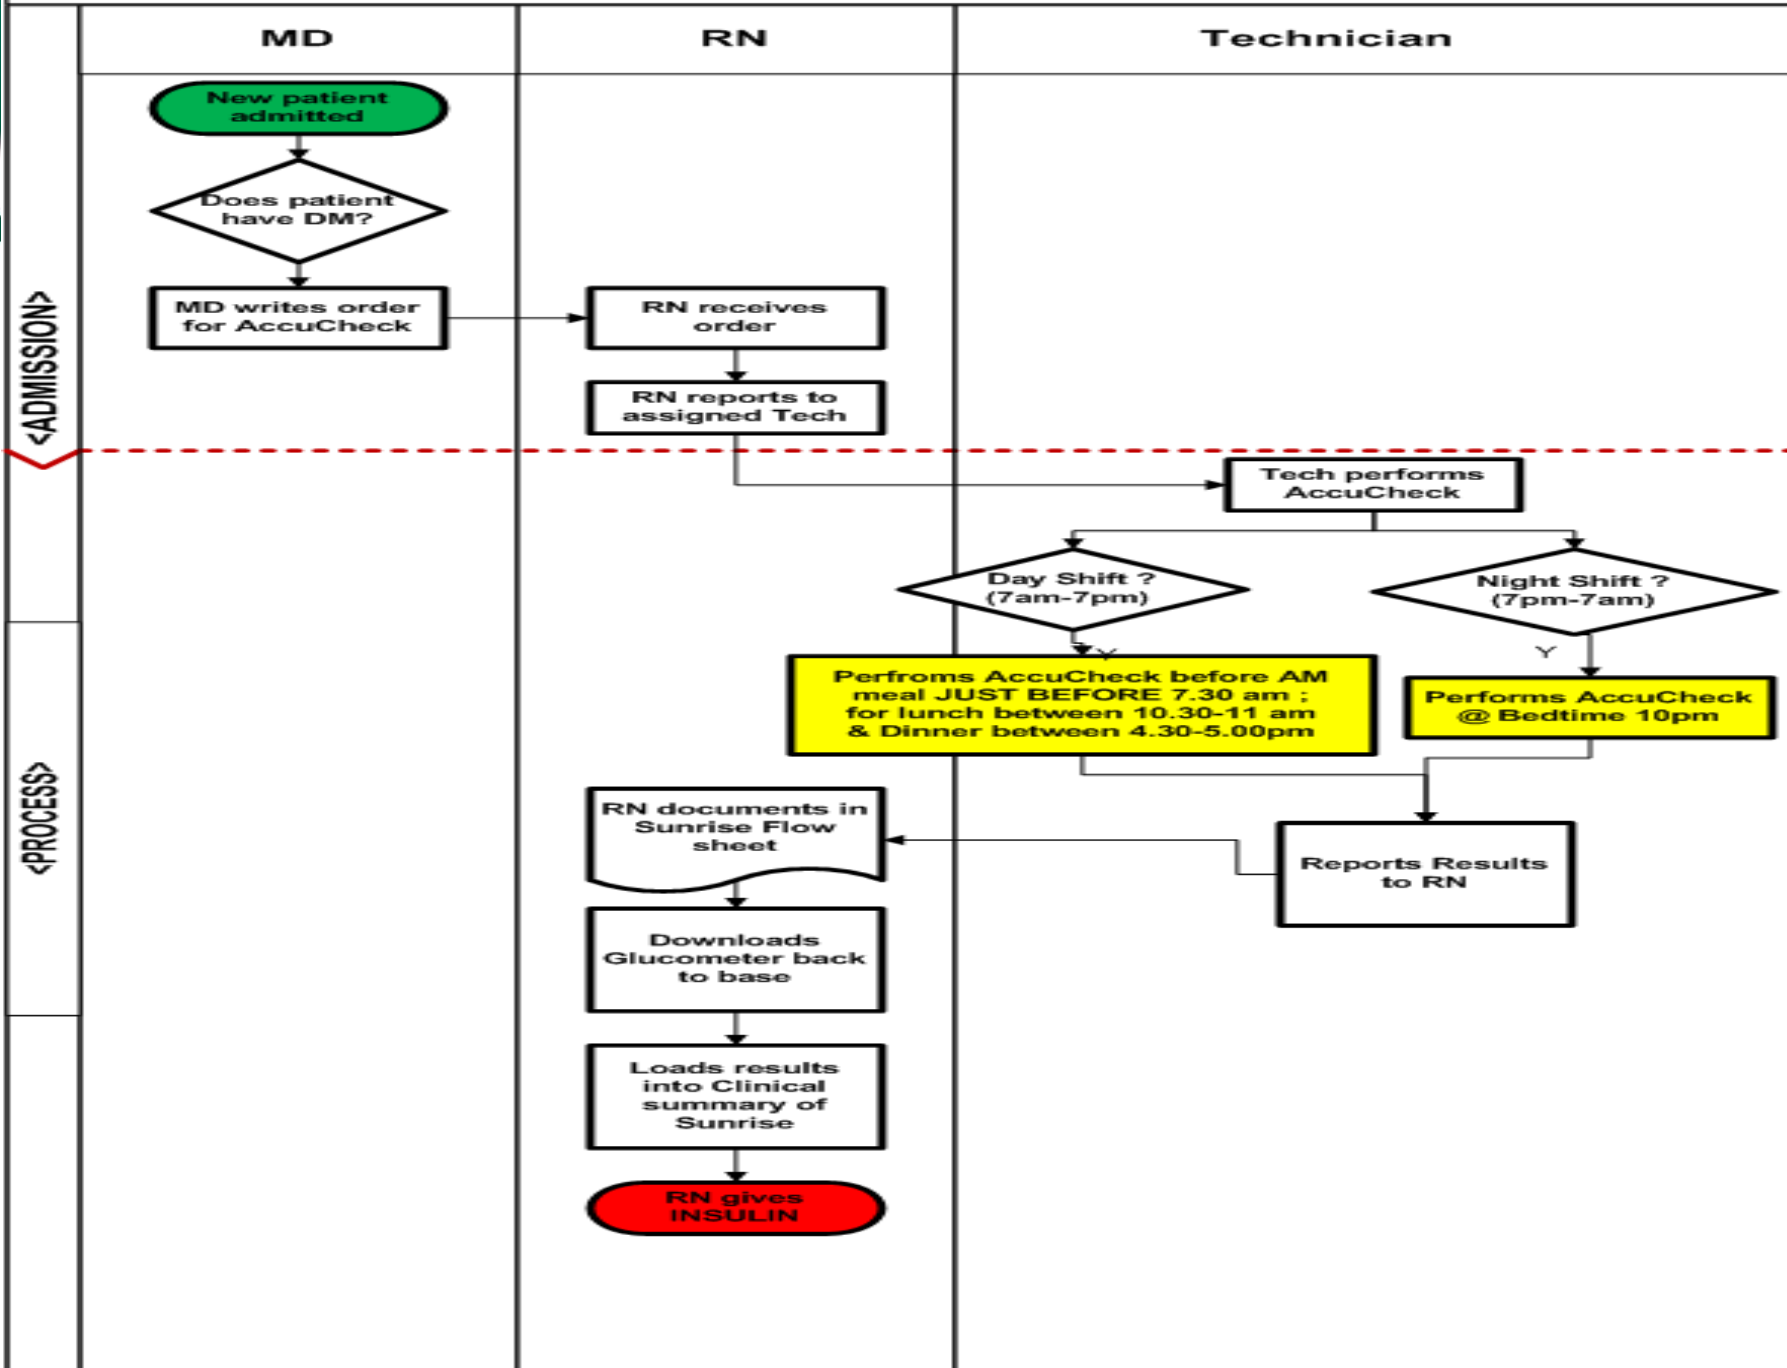 MD
RN
Technician
New patient
admitted
Does patient
have DM?
MD writes order
for AccuCheck
RN receives
order
RN reports to
assigned Tech
<ADMISSION>
Tech performs
AccuCheck
Day Shift ?
(7am-7pm)
Night Shift ?
(7pm-7am)
Y
Y
Perfroms AccuCheck before AM
meal JUST BEFORE 7.30 am ;
for lunch between 10.30-11 am
& Dinner between 4.30-5.00pm
Performs AccuCheck
@ Bedtime 10pm
<PROCESS>
RN documents in
Sunrise Flow
sheet
Reports Results
to RN
Downloads
Glucometer back
to base
Loads results
into Clinical
summary of
Sunrise
RN gives
INSULIN